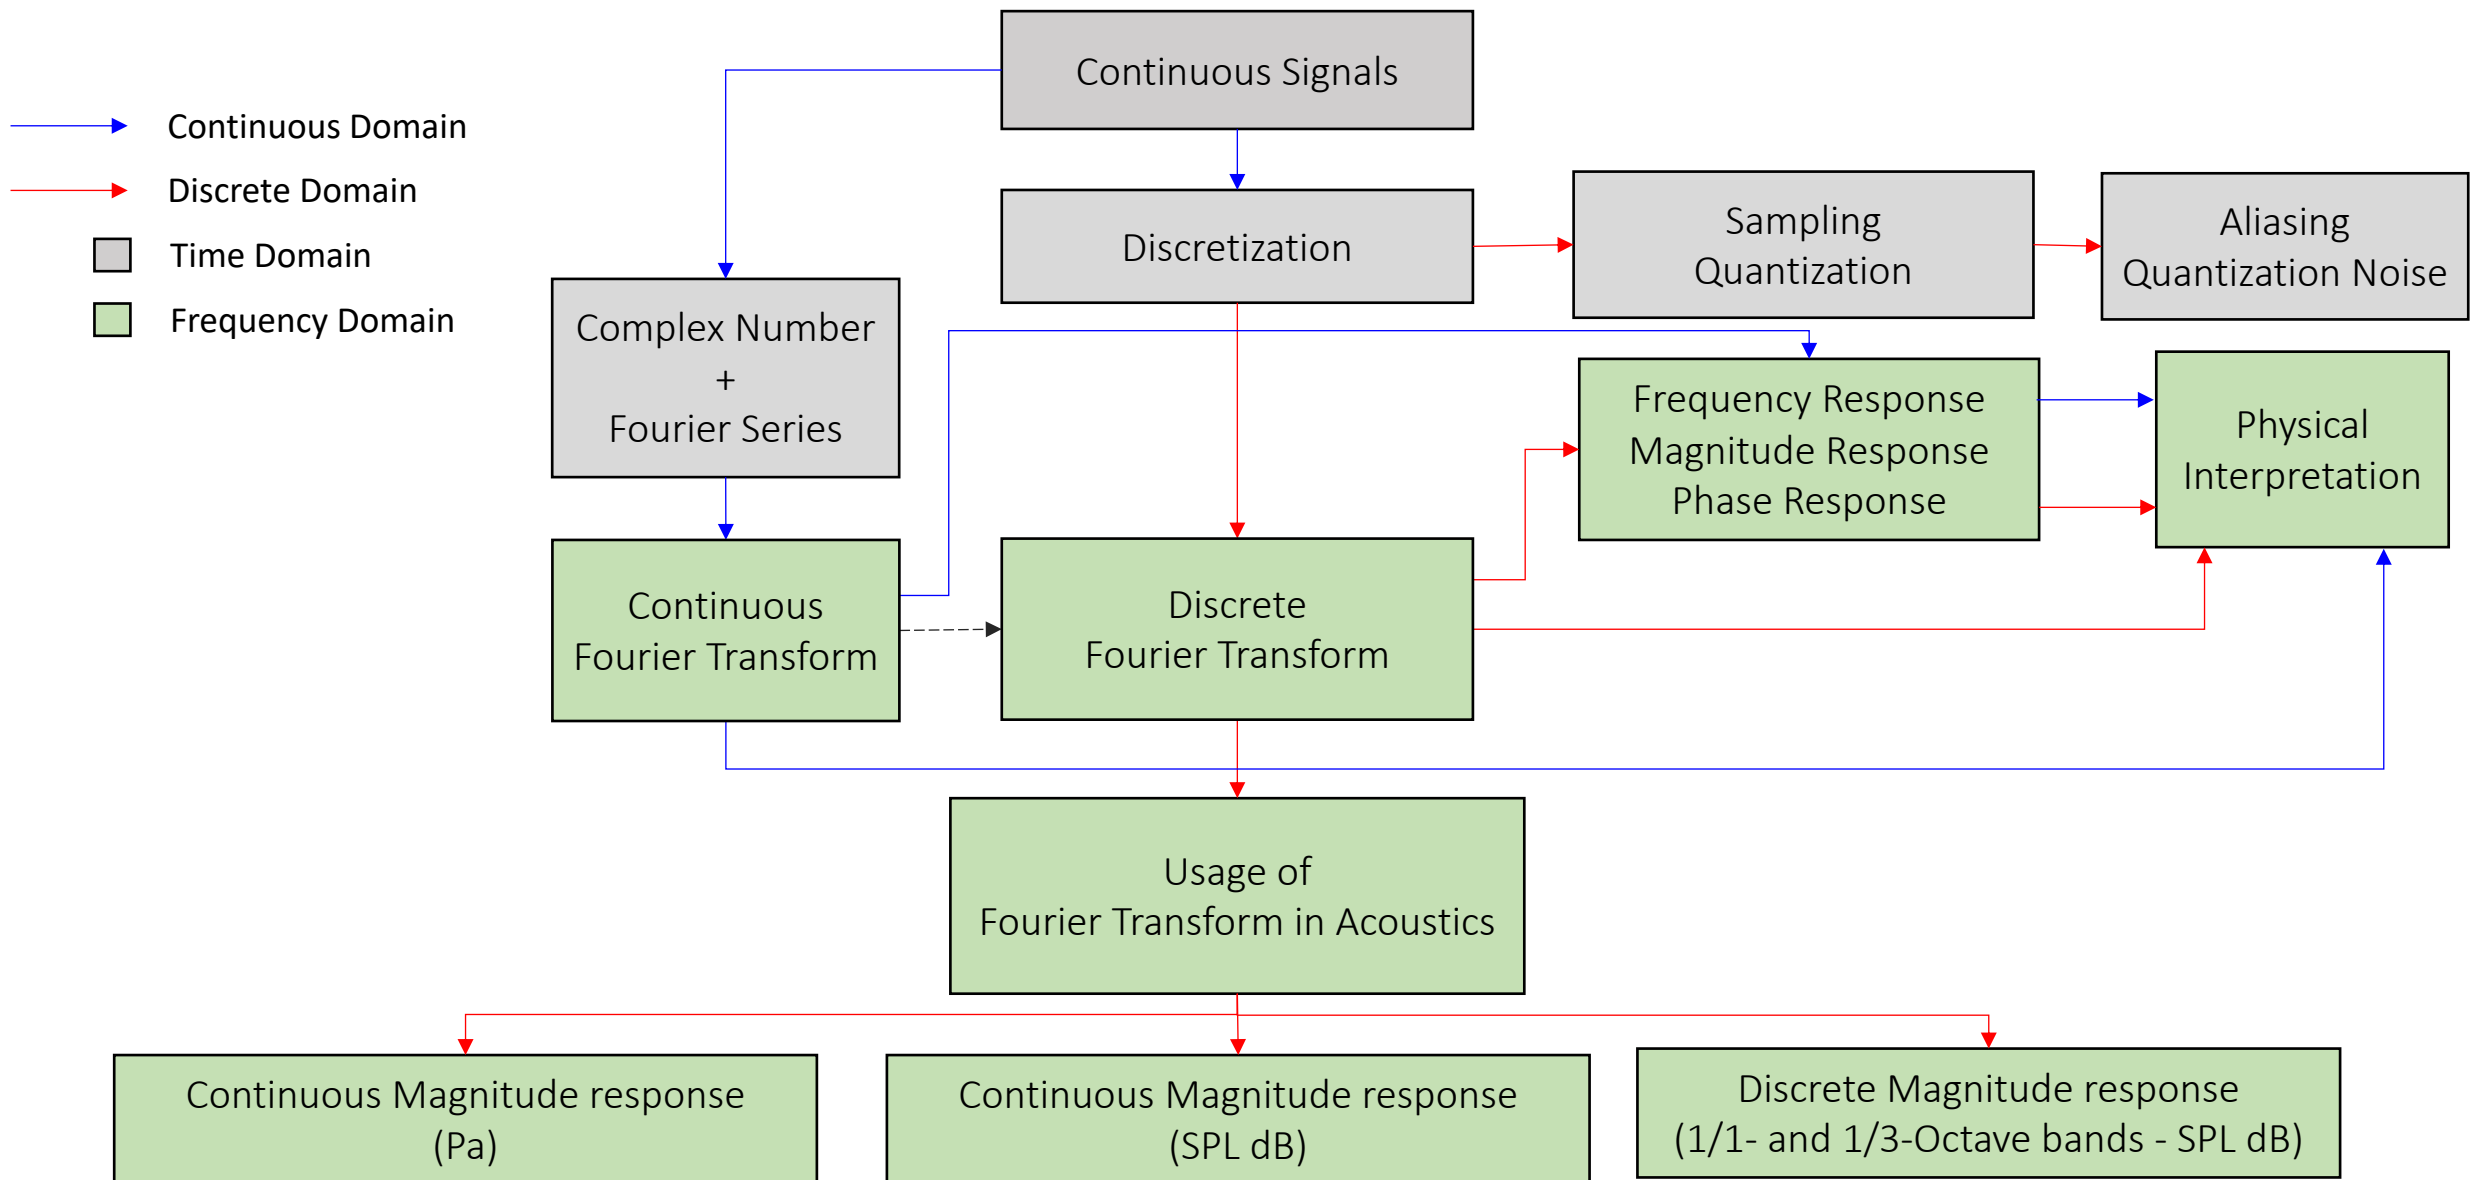 Continuous Signals
Continuous Domain
Discrete Domain
Time Domain
Frequency Domain
Discretization
Sampling
Quantization
Aliasing
Quantization Noise
Complex Number
+
Fourier Series
Frequency Response
Magnitude Response
Phase Response
Physical
Interpretation
Continuous
Fourier Transform
Discrete
Fourier Transform
Usage of
Fourier Transform in Acoustics
Continuous Magnitude response
(Pa)
Continuous Magnitude response
(SPL dB)
Discrete Magnitude response
(1/1- and 1/3-Octave bands - SPL dB)